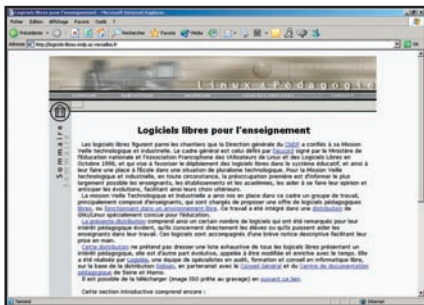 Logiciels libres pour l'enseignement - Microsoft Internet Explorer
Fichier Edition Affichage Favoris Outils ?
Précédente Rechercher Favoris Média
Adresse http://logiciels-libres-cndp.ac-versailles.fr OK
Linux & Pédagogie
Sommaire
Logiciels libres pour l'enseignement
Les logiciels libres figurent parmi les chantiers que la Direction générale du CNDP a confiés à sa Mission
Veille technologique et industrielle. Le cadre général est celui défini par l'accord signé par le Ministère de
l'Education nationale et l'Association Francophone des Utilisateurs de Linux et des Logiciels Libres en
Octobre 1998, et qui vise à favoriser le déploiement des logiciels libres dans le système éducatif, et ainsi à
leur faire une place à l'Ecole dans une situation de pluralisme technologique. Pour la Mission Veille
technologique et industrielle, en toute circonstance, la préoccupation première est d'informer le plus
largement possible les enseignants, les établissements et les académies, les aider à se faire leur opinion et
anticiper les évolutions, facilitant ainsi leurs choix ultérieurs.
La mission Veille Technologique et Industrielle a ainsi mis en place dans ce cadre un groupe de travail,
principalement composé d'enseignants, qui sont chargés de proposer une offre de logiciels pédagogiques
libres, ou fonctionnant dans un environnement libre. Ce travail a été intégré dans une distribution de
GNU/Linux spécialement conçue pour l'éducation.
La présente distribution comprend ainsi un certain nombre de logiciels qui ont été remarqués pour leur
intérêt pédagogique évident, qu'ils concernent directement les élèves ou qu'ils puissent aider les
enseignants dans leur travail. Ces logiciels sont accompagnés d'une brève notice descriptive facilitant leur
prise en main.
Cette distribution ne prétend pas dresser une liste exhaustive de tous les logiciels libres présentant un
intérêt pédagogique, elle est d'autre part évolutive, appelée à être modifiée et enrichie avec le temps. Elle
a été réalisée par Logidée, une équipe de spécialistes en audit, formation et conseil en informatique libre,
sur la base de la distribution Debian, en partenariat avec le Conseil Général et du Centre de documentation
pédagogique de Seine et Marne.
Il est possible de la télécharger (image ISO prête au gravage) en suivant ce lien.
Cette section introductive comprend encore :
Terminé
Internet